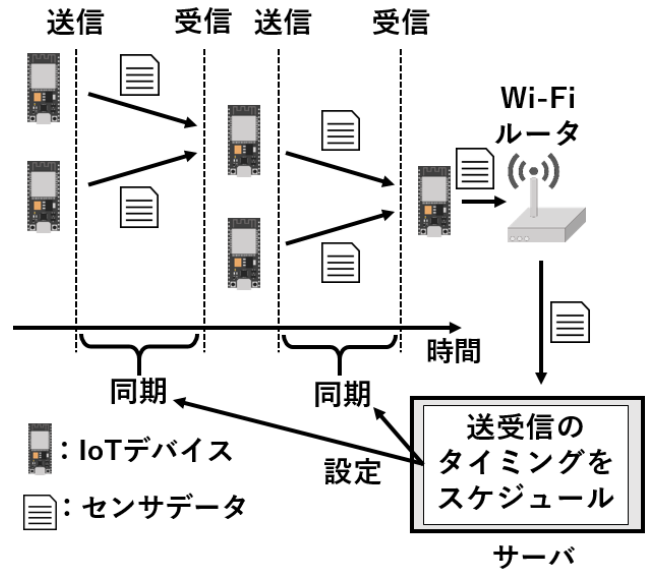 送信
受信
送信
受信
Wi-Fi
ルータ
時間
同期
同期
設定
：IoTデバイス
：センサデータ
送受信の
タイミングを
スケジュール
サーバ